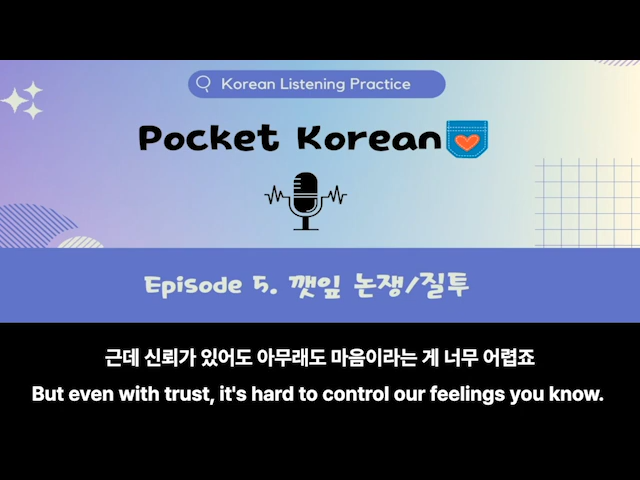 Korean Listening Practice
Pocket Korean
Episode 5. 깻잎 논쟁/질투
근데 신뢰가 있어도 아무래도 마음이라는 게 너무 어렵죠
But even with trust, it's hard to control our feelings you know.